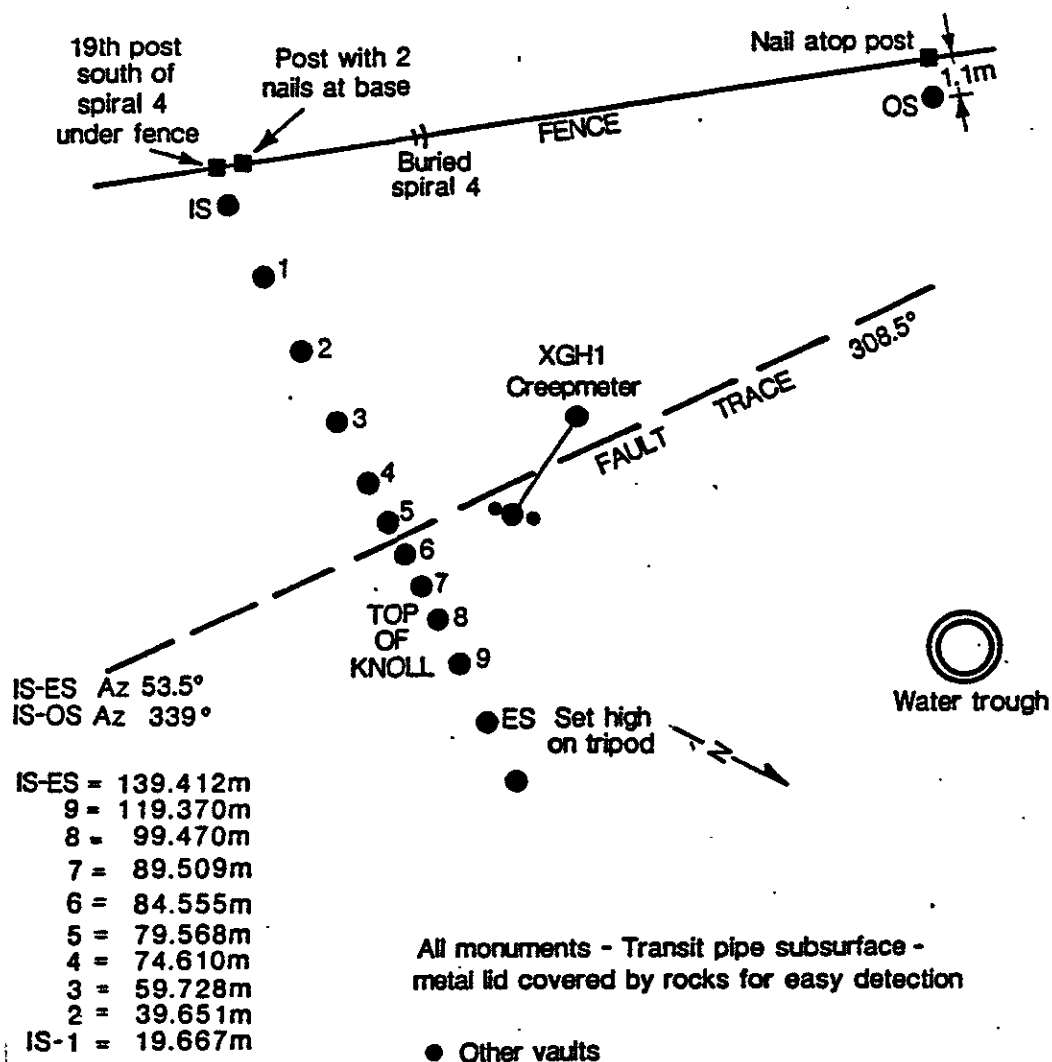 19th post
south of
spiral 4
under fence
Post with 2
nails at base
Nail atop post
1.1m
OS
FENCE
Buried
spiral 4
IS
1
2
3
4
5
6
7
8
9
XGH1
Creepmeter
FAULT TRACE 308.5°
TOP
OF
KNOLL
IS-ES Az 53.5°
IS-OS Az 339°
Water trough
ES Set high
on tripod
N
IS-ES = 139.412m
9 = 119.370m
8 = 99.470m
7 = 89.509m
6 = 84.555m
5 = 79.568m
4 = 74.610m
3 = 59.728m
2 = 39.651m
IS-1 = 19.667m
All monuments - Transit pipe subsurface -
metal lid covered by rocks for easy detection
Other vaults